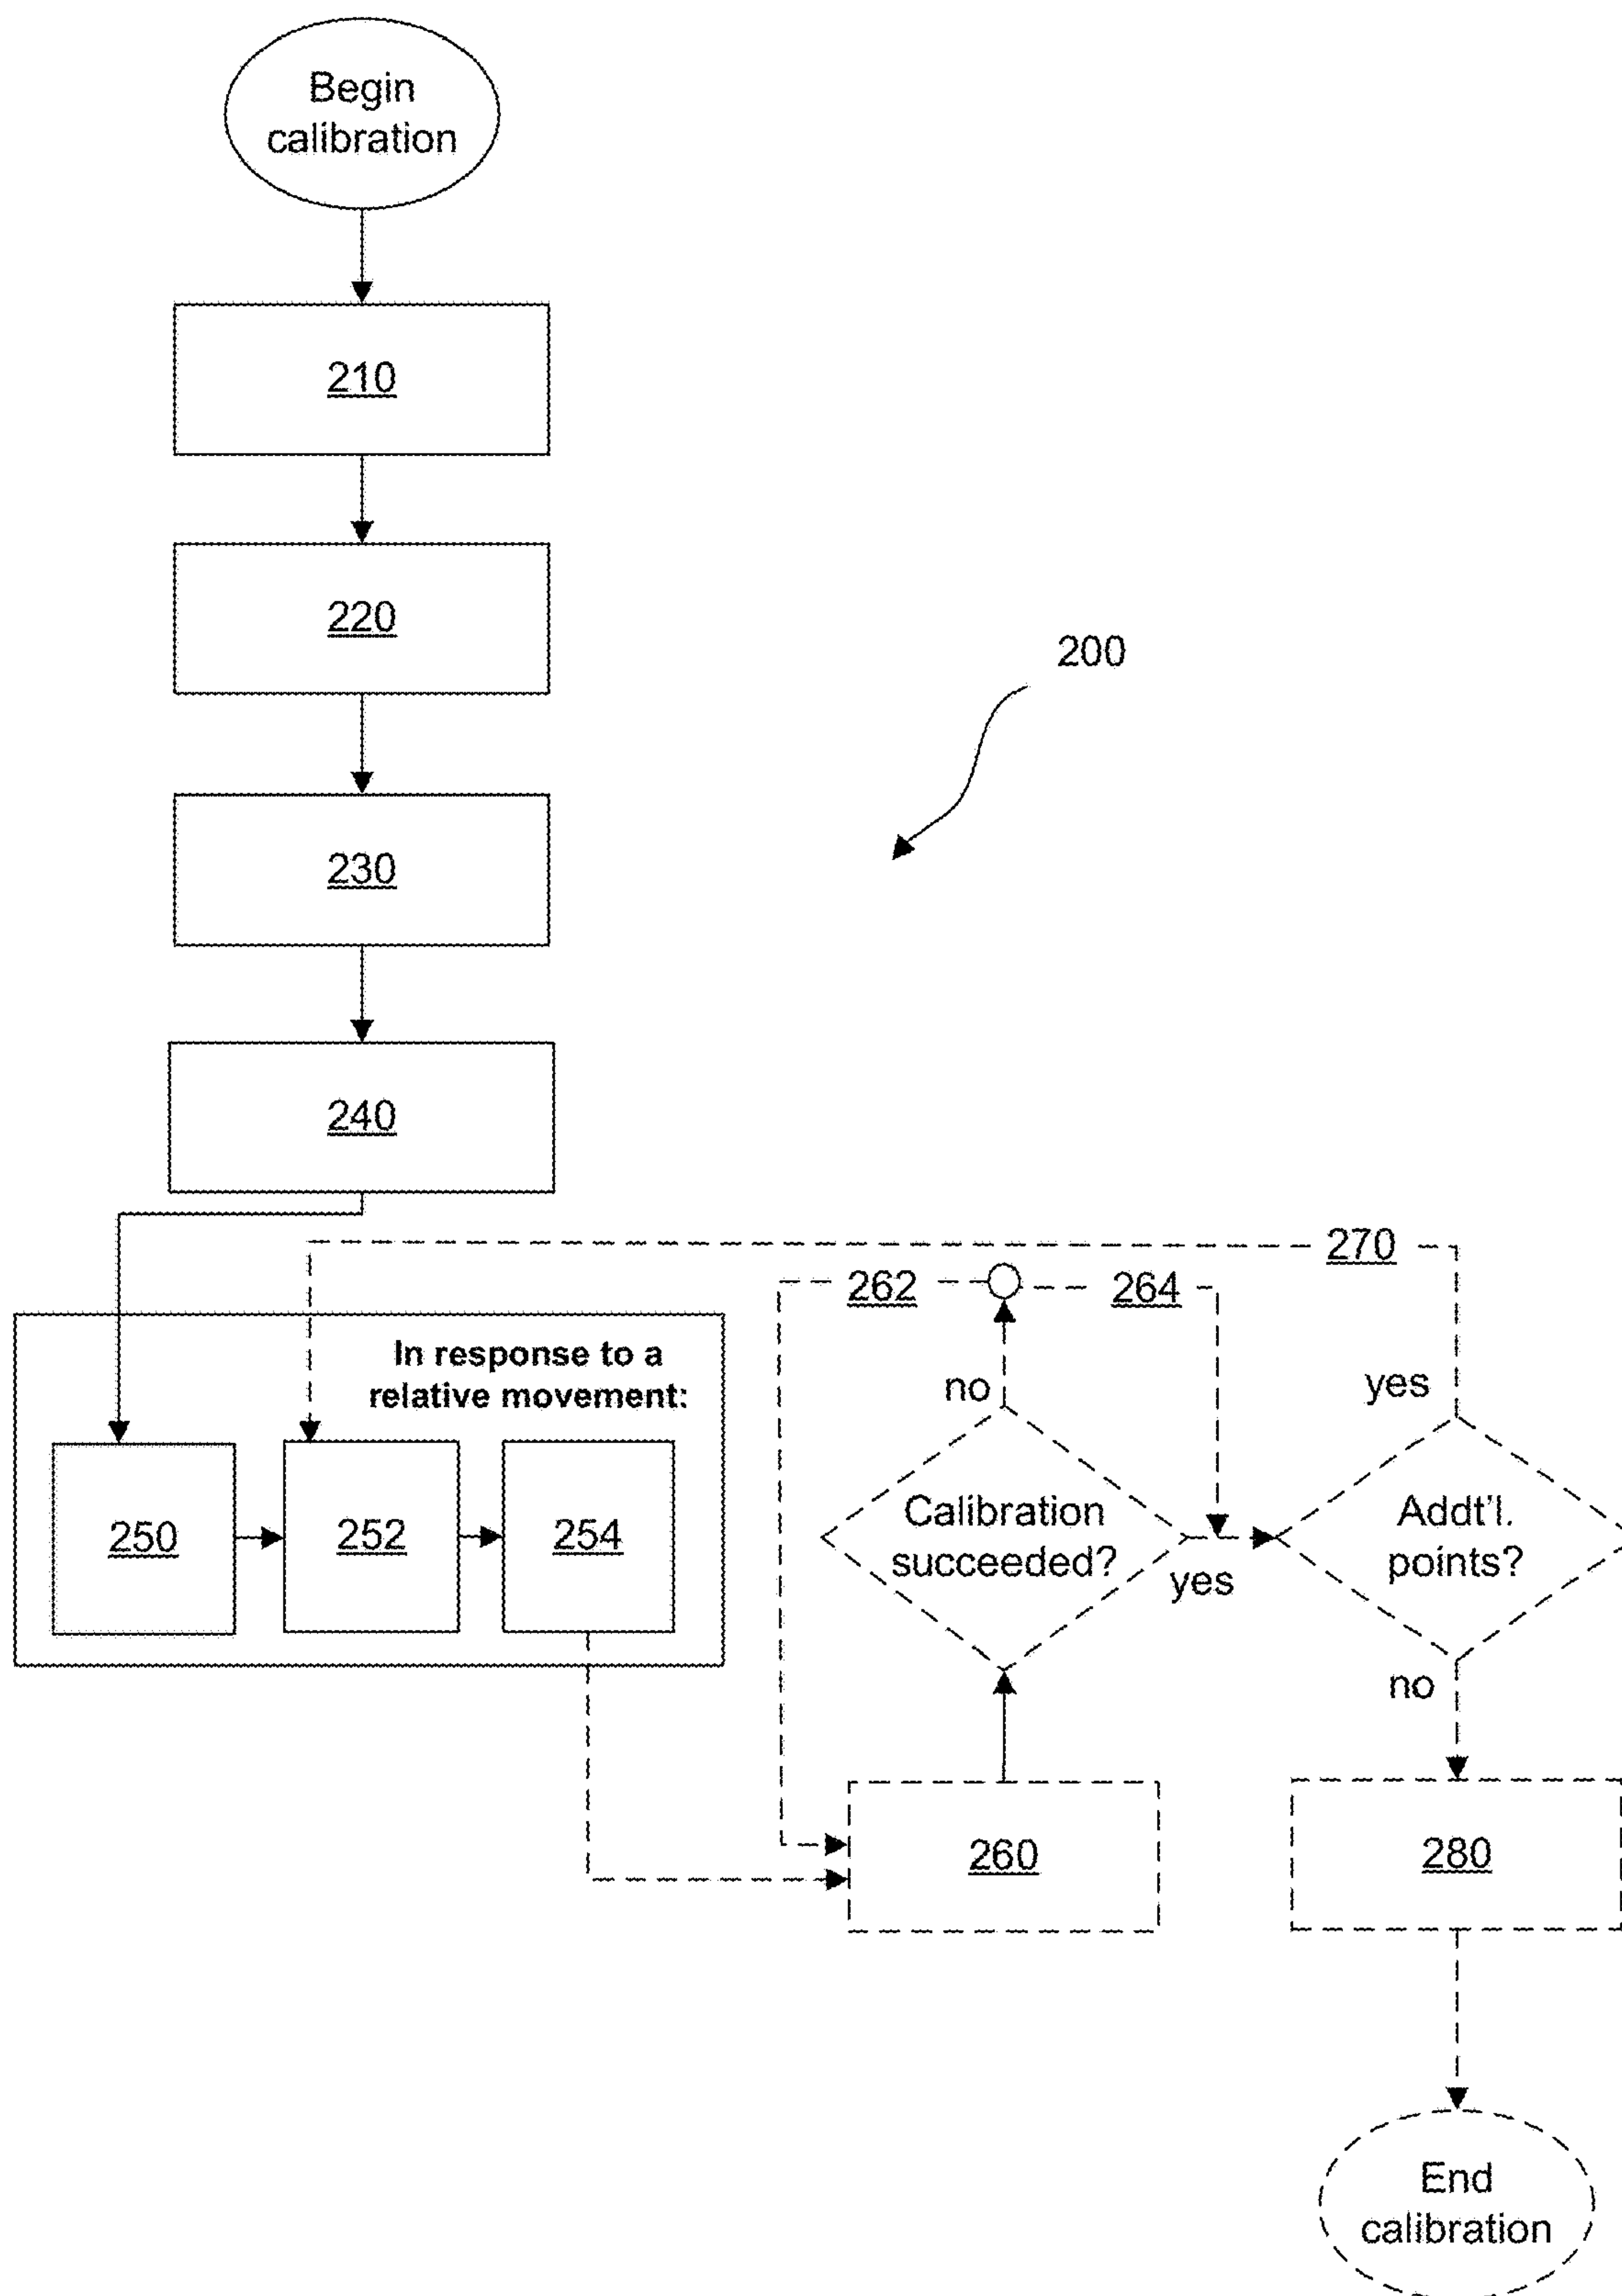 Begin
calibration
210
220
200
230
240
270
262
264
In response to a
relative movement:
no
yes
250
252
254
Calibration
succeeded?
Addt'l.
points?
yes
no
260
280
End
calibration